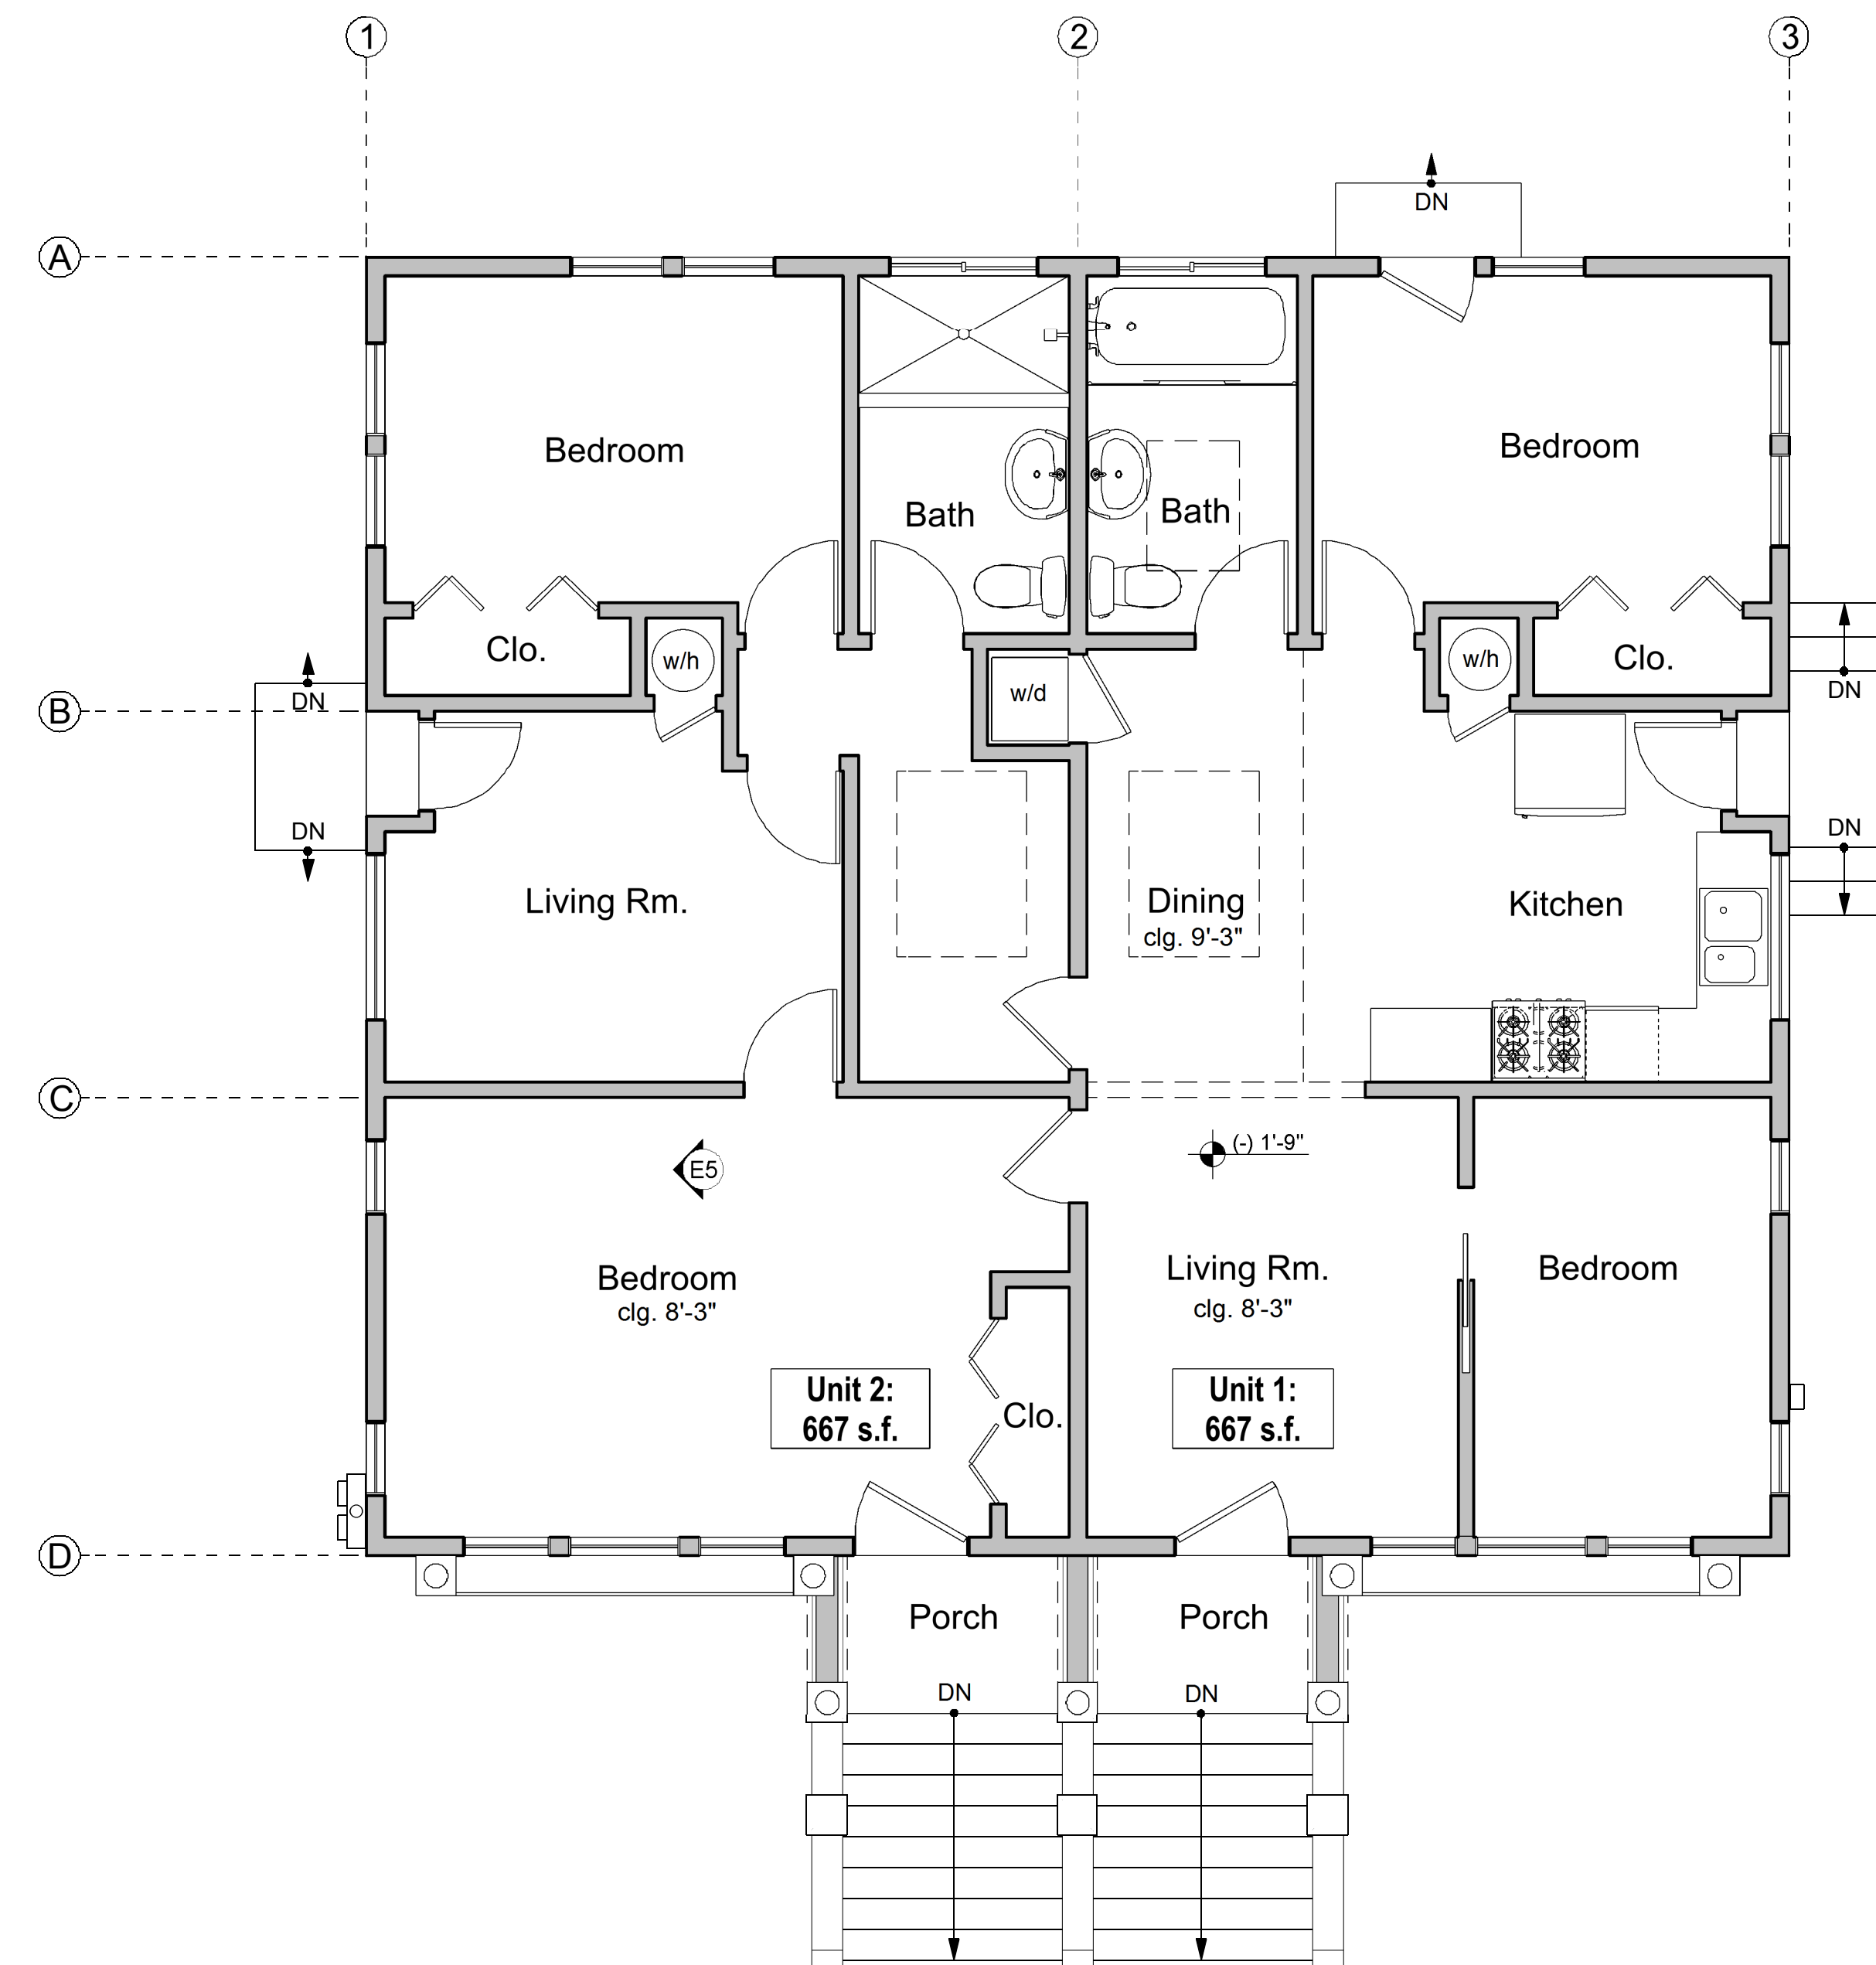 1
2
3
DN
A
Bedroom
Bedroom
Bath
Bath
Clo.
w/h
w/d
w/h
Clo.
DN
DN
B
DN
DN
Living Rm.
Dining
clg. 9'-3"
Kitchen
C
(-) 1'-9"
E5
Bedroom
clg. 8'-3"
Living Rm.
clg. 8'-3"
Bedroom
Unit 2:
667 s.f.
Clo.
Unit 1:
667 s.f.
D
Porch
Porch
DN
DN